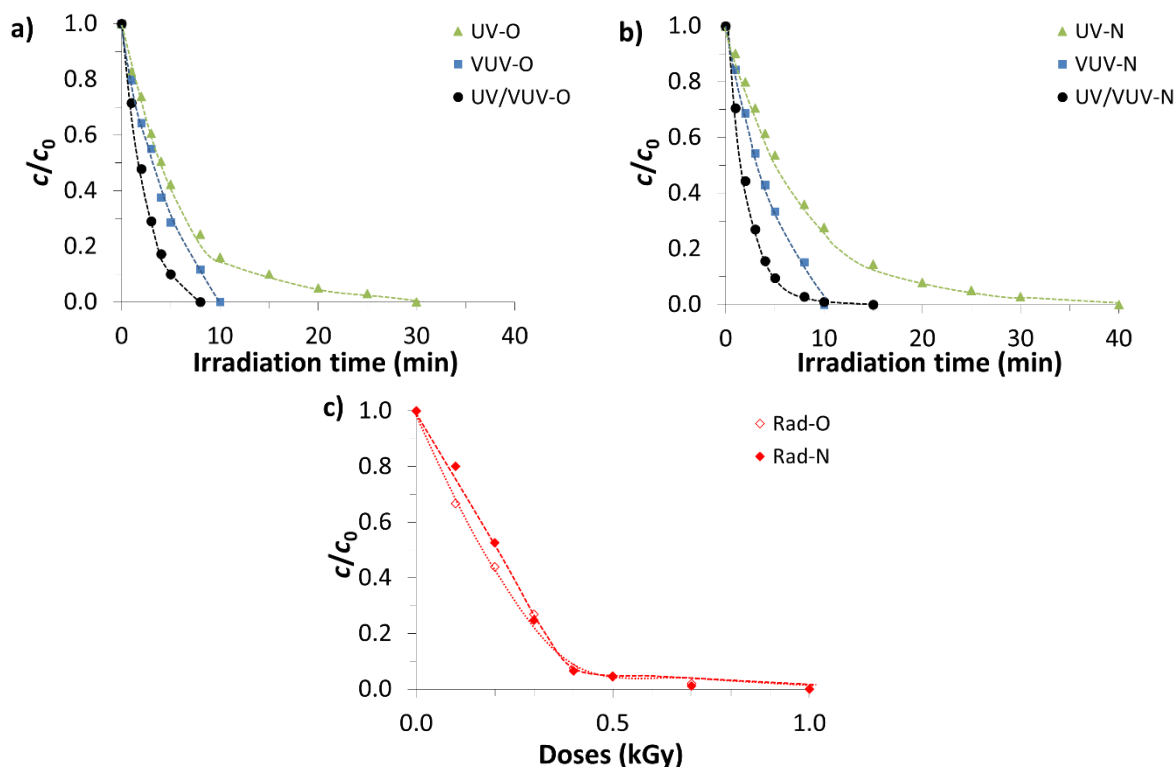 a)
UV-O
VUV-O
UV/VUV-O
c/c0
1.0
0.8
0.6
0.4
0.2
0.0
0 10 20 30 40
Irradiation time (min)
b)
UV-N
VUV-N
UV/VUV-N
c/c0
1.0
0.8
0.6
0.4
0.2
0.0
0 10 20 30 40
Irradiation time (min)
c)
Rad-O
Rad-N
c/c0
1.0
0.8
0.6
0.4
0.2
0.0
0.0 0.5 1.0
Doses (kGy)